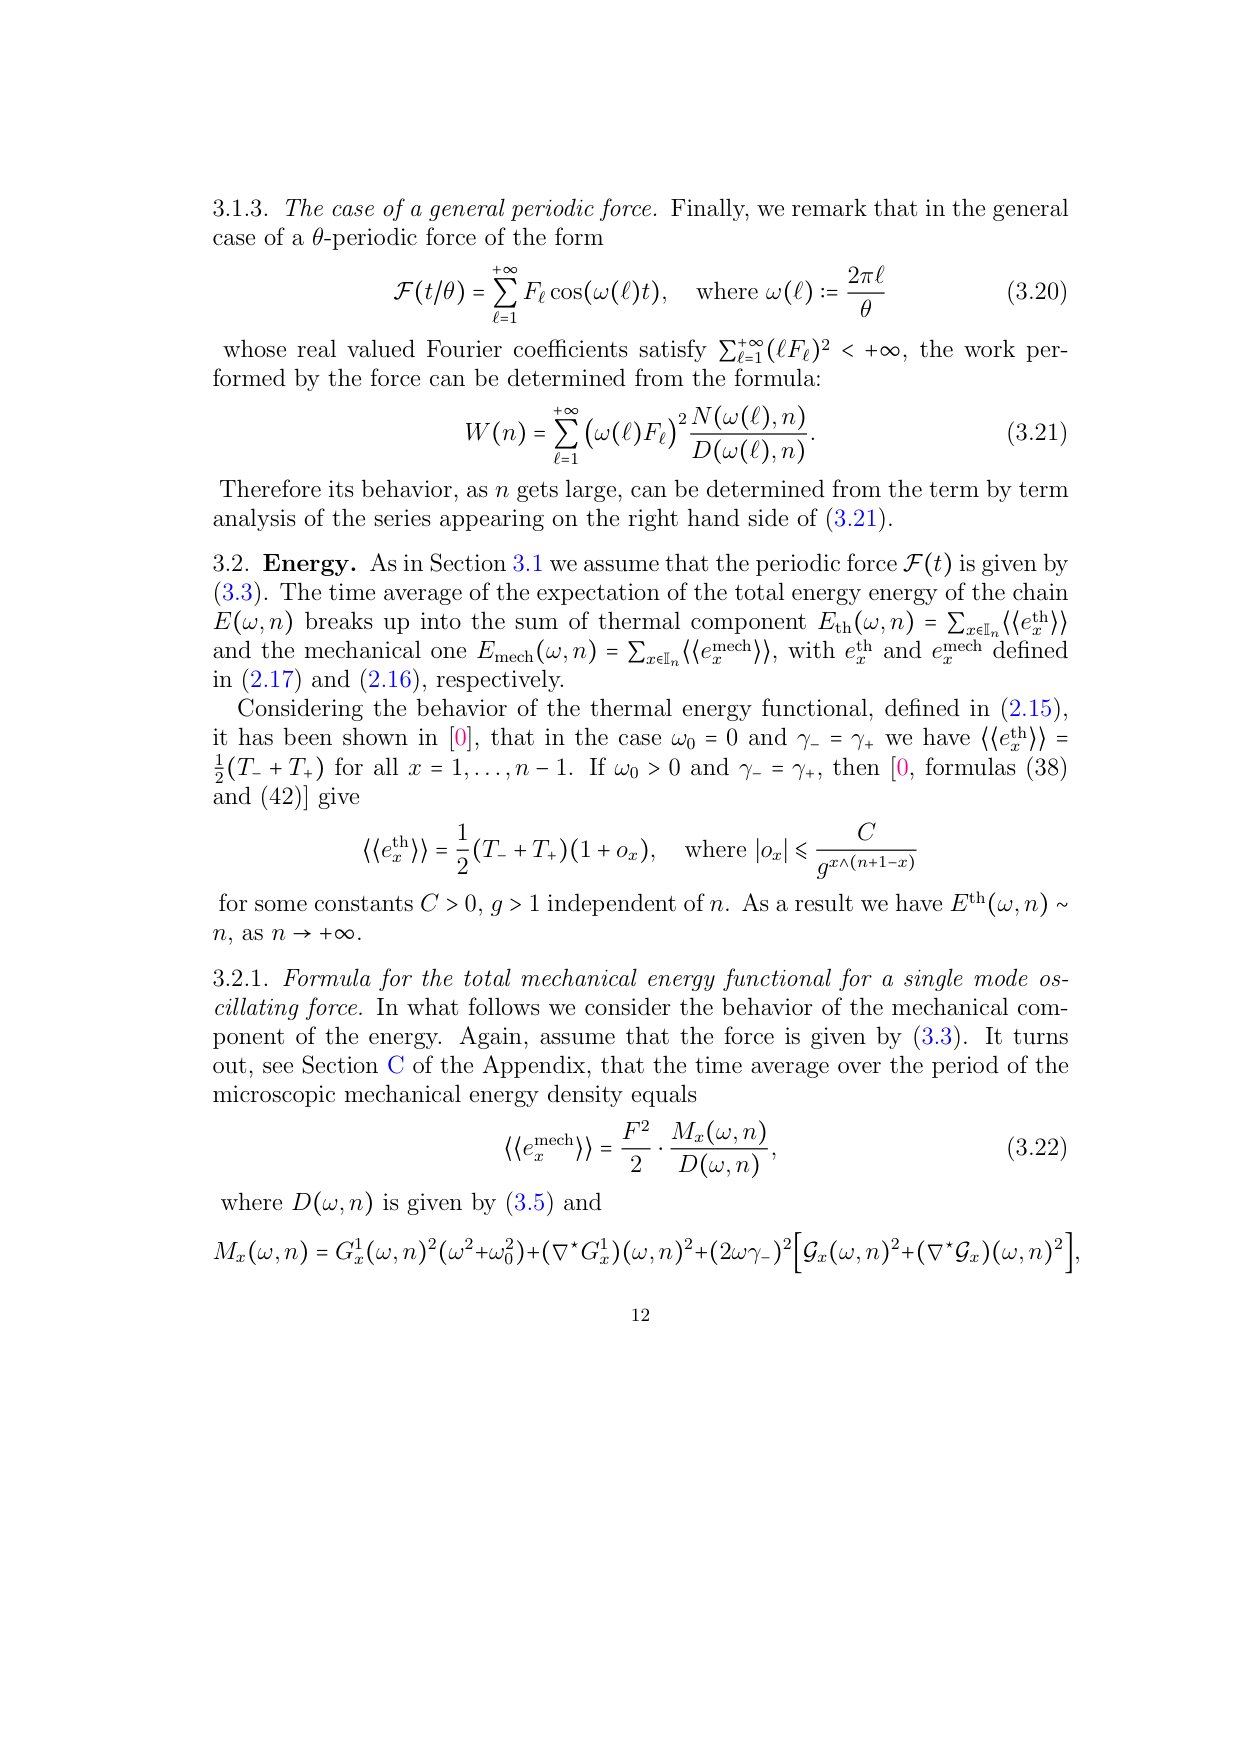 3.1.3. The case of a general periodic force. Finally, we remark that in the general
case of a θ-periodic force of the form
$\mathcal{F}(t/\theta) = \sum_{\ell=1}^{+\infty} F_\ell \cos(\omega(\ell)t), \quad \text{where } \omega(\ell) := \frac{2\pi\ell}{\theta}$ (3.20)
whose real valued Fourier coefficients satisfy $\sum_{\ell=1}^{+\infty}(\ell F_\ell)^2 < +\infty$, the work per-
formed by the force can be determined from the formula:
$W(n) = \sum_{\ell=1}^{+\infty} \big(\omega(\ell)F_\ell\big)^2 \frac{N(\omega(\ell),n)}{D(\omega(\ell),n)}.$ (3.21)
Therefore its behavior, as $n$ gets large, can be determined from the term by term
analysis of the series appearing on the right hand side of (3.21).
3.2. Energy. As in Section 3.1 we assume that the periodic force $\mathcal{F}(t)$ is given by
(3.3). The time average of the expectation of the total energy energy of the chain
$E(\omega,n)$ breaks up into the sum of thermal component $E_{\rm th}(\omega,n) = \sum_{x\in\mathbb{I}_n}\langle\langle e_x^{\rm th}\rangle\rangle$
and the mechanical one $E_{\rm mech}(\omega,n) = \sum_{x\in\mathbb{I}_n}\langle\langle e_x^{\rm mech}\rangle\rangle$, with $e_x^{\rm th}$ and $e_x^{\rm mech}$ defined
in (2.17) and (2.16), respectively.
Considering the behavior of the thermal energy functional, defined in (2.15),
it has been shown in [0], that in the case $\omega_0 = 0$ and $\gamma_- = \gamma_+$ we have $\langle\langle e_x^{\rm th}\rangle\rangle =$
$\frac{1}{2}(T_- + T_+)$ for all $x = 1,\ldots,n-1$. If $\omega_0 > 0$ and $\gamma_- = \gamma_+$, then [0, formulas (38)
and (42)] give
$\langle\langle e_x^{\rm th}\rangle\rangle = \frac{1}{2}(T_- + T_+)(1 + o_x), \quad \text{where } |o_x| \leqslant \frac{C}{g^{x\wedge(n+1-x)}}$
for some constants $C > 0$, $g > 1$ independent of $n$. As a result we have $E^{\rm th}(\omega,n) \sim$
$n$, as $n \to +\infty$.
3.2.1. Formula for the total mechanical energy functional for a single mode os-
cillating force. In what follows we consider the behavior of the mechanical com-
ponent of the energy. Again, assume that the force is given by (3.3). It turns
out, see Section C of the Appendix, that the time average over the period of the
microscopic mechanical energy density equals
$\langle\langle e_x^{\rm mech}\rangle\rangle = \frac{F^2}{2} \cdot \frac{M_x(\omega,n)}{D(\omega,n)},$ (3.22)
where $D(\omega,n)$ is given by (3.5) and
$M_x(\omega,n) = G_x^1(\omega,n)^2(\omega^2+\omega_0^2)+(\nabla^\star G_x^1)(\omega,n)^2+(2\omega\gamma_-)^2\Big[\mathcal{G}_x(\omega,n)^2+(\nabla^\star\mathcal{G}_x)(\omega,n)^2\Big],$
12